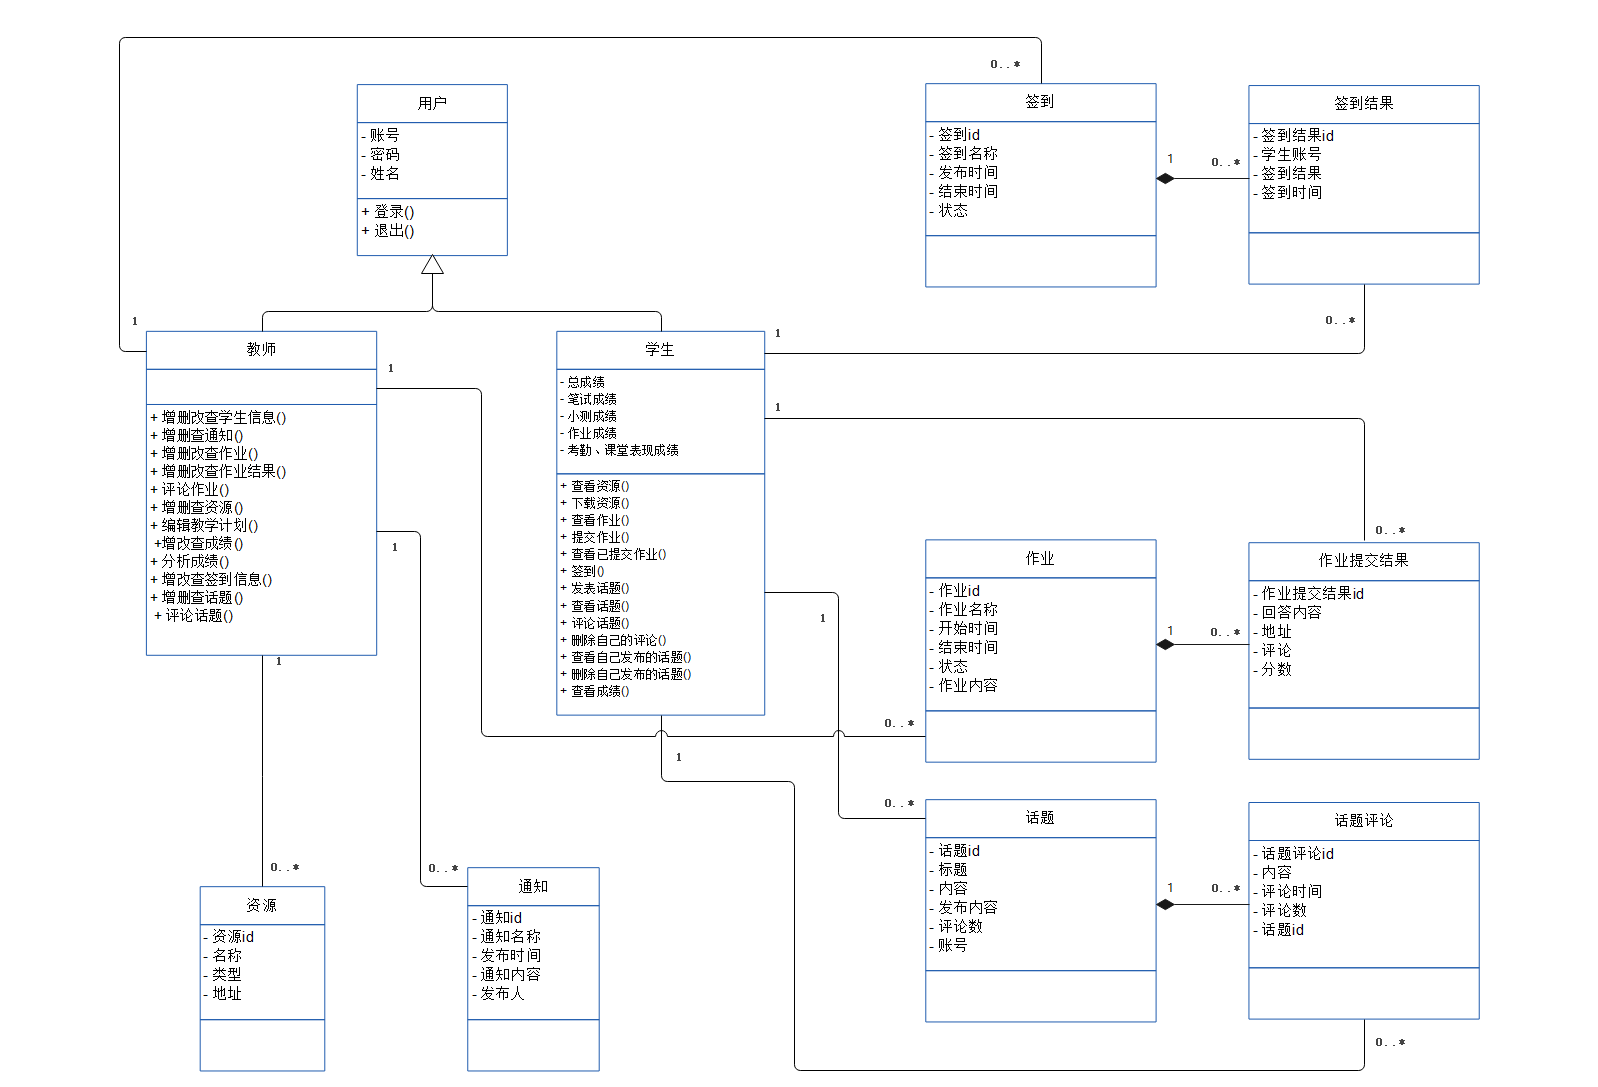 0..*
用户
- 账号
- 密码
- 姓名
+ 登录()
+ 退出()
签到
- 签到id
- 签到名称
- 发布时间
- 结束时间
- 状态
1
0..*
签到结果
- 签到结果id
- 学生账号
- 签到结果
- 签到时间
1
教师
+ 增删改查学生信息()
+ 增删查通知()
+ 增删改查作业()
+ 增删改查作业结果()
+ 评论作业()
+ 增删查资源()
+ 编辑教学计划()
+增改查成绩()
+ 分析成绩()
+ 增改查签到信息()
+ 增删查话题()
+ 评论话题()
1
1
1
学生
- 总成绩
- 笔试成绩
- 小测成绩
- 作业成绩
- 考勤、课堂表现成绩
+ 查看资源()
+ 下载资源()
+ 查看作业()
+ 提交作业()
+ 查看已提交作业()
+ 签到()
+ 发表话题()
+ 查看话题()
+ 评论话题()
+ 删除自己的评论()
+ 查看自己发布的话题()
+ 删除自己发布的话题()
+ 查看成绩()
1
0..*
1
0..*
1
1
作业
- 作业id
- 作业名称
- 开始时间
- 结束时间
- 状态
- 作业内容
0..*
1
0..*
作业提交结果
- 作业提交结果id
- 回答内容
- 地址
- 评论
- 分数
0..*
话题
- 话题id
- 标题
- 内容
- 发布内容
- 评论数
- 账号
1
0..*
话题评论
- 话题评论id
- 内容
- 评论时间
- 评论数
- 话题id
0..*
0..*
资源
- 资源id
- 名称
- 类型
- 地址
0..*
通知
- 通知id
- 通知名称
- 发布时间
- 通知内容
- 发布人